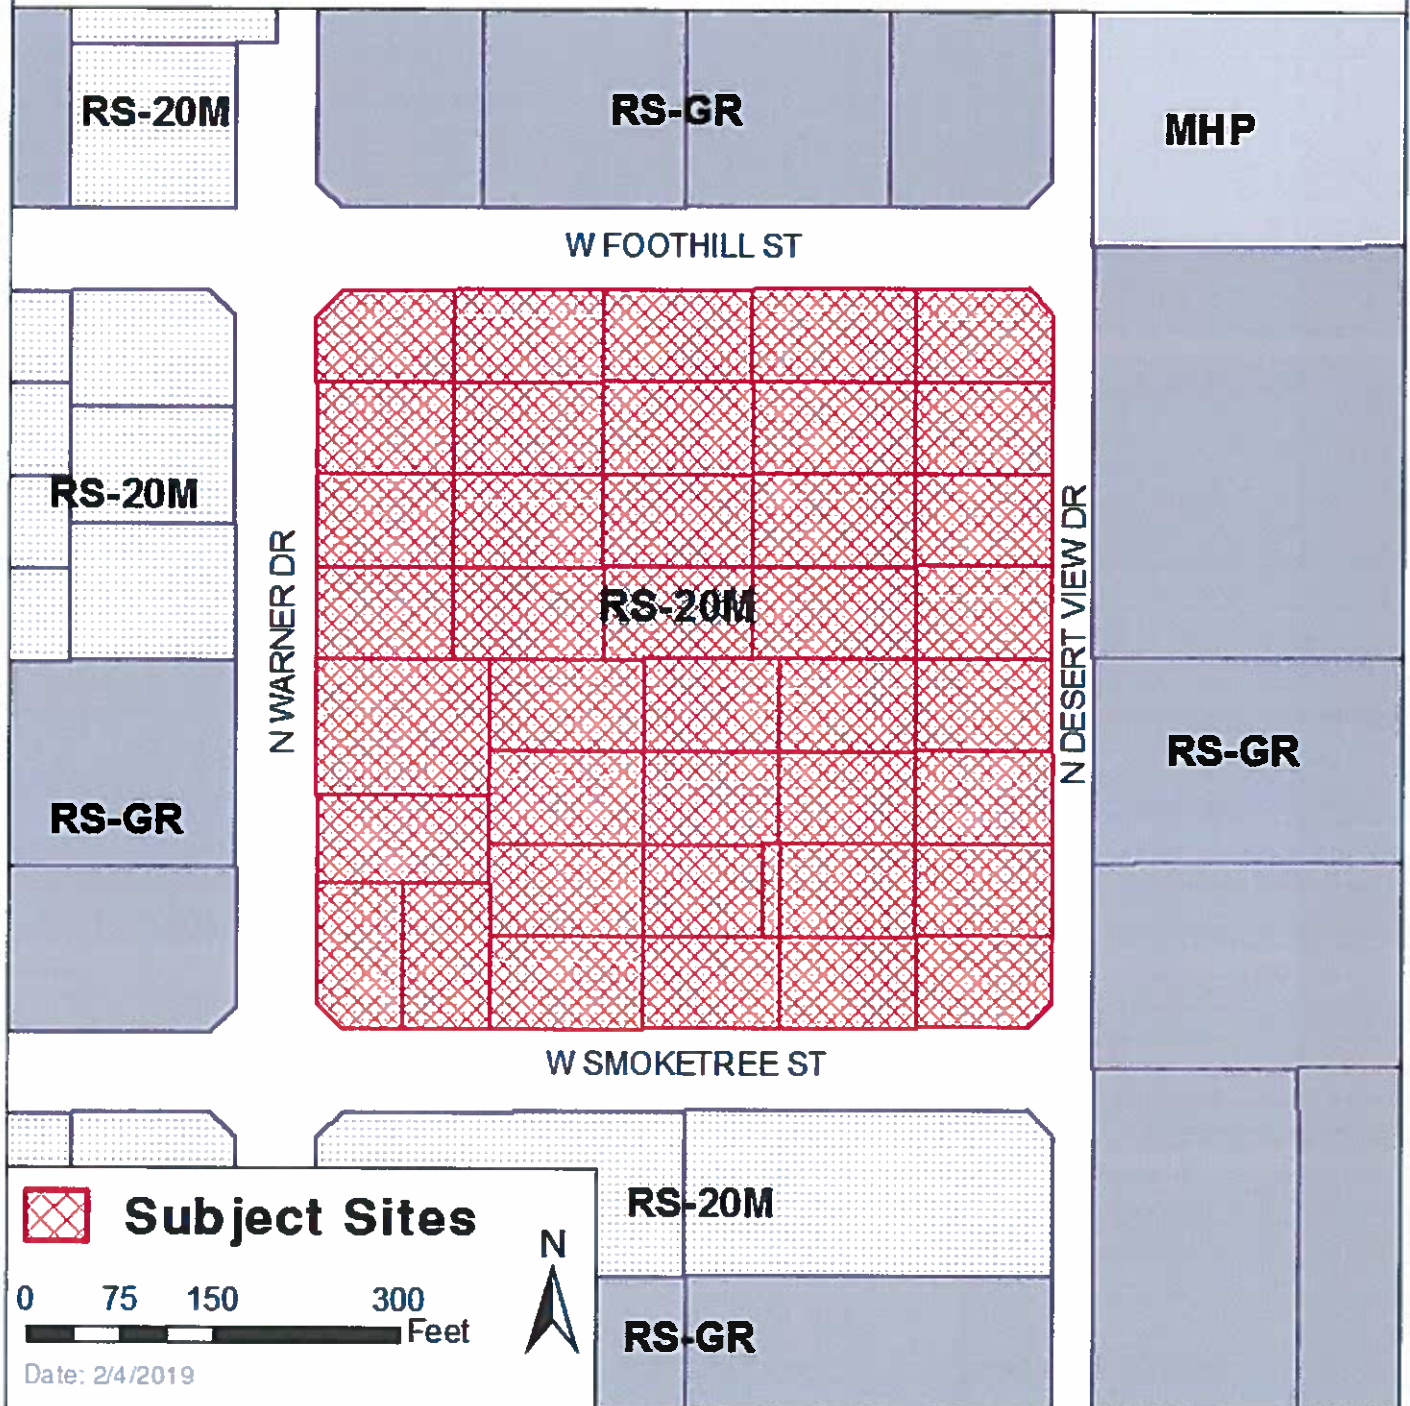 RS-20M
RS-GR
MHP
W FOOTHILL ST
RS-20M
N WARNER DR
RS-20M
N DESERT VIEW DR
RS-GR
RS-GR
W SMOKETREE ST
RS-20M
RS-GR
Subject Sites
N
0 75 150 300
Feet
Date: 2/4/2019